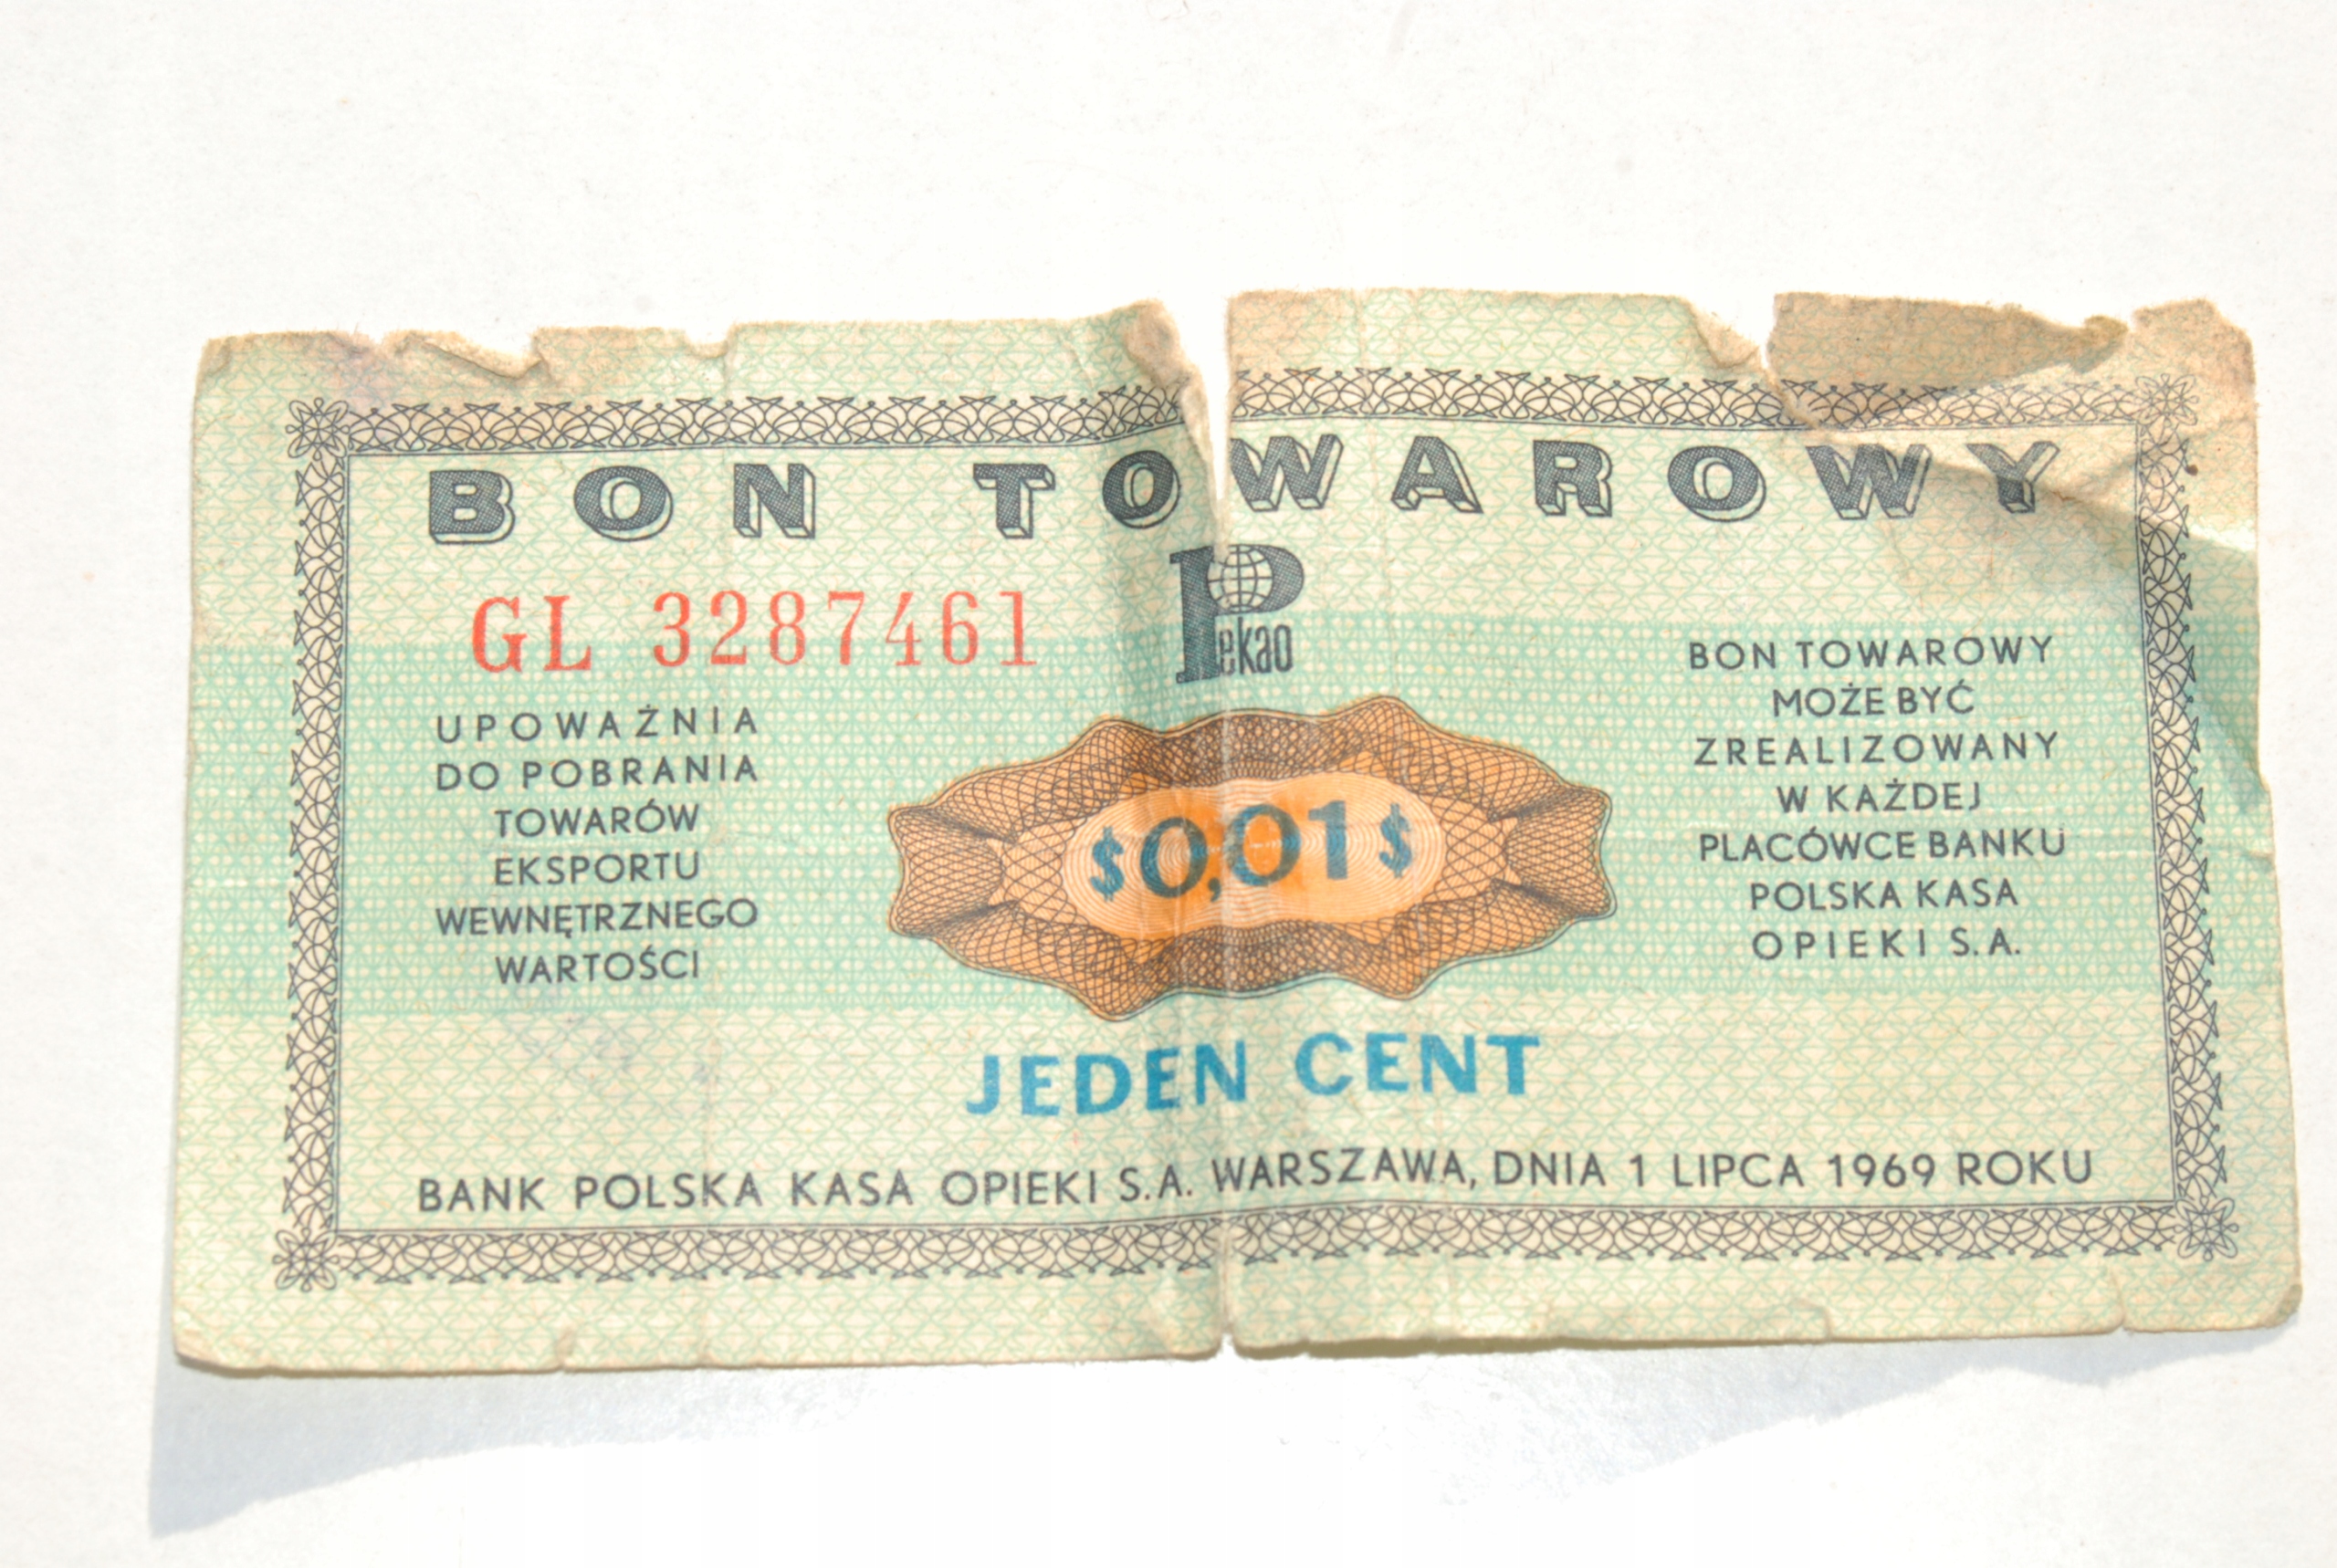 BON TOWAROWY
GL 3287461
Pekao
UPOWAŻNIA
DO POBRANIA
TOWARÓW
EKSPORTU
WEWNĘTRZNEGO
WARTOŚCI
$0,01$
BON TOWAROWY
MOŻE BYĆ
ZREALIZOWANY
W KAŻDEJ
PLACÓWCE BANKU
POLSKA KASA
OPIEKI S.A.
JEDEN CENT
BANK POLSKA KASA OPIEKI S.A. WARSZAWA, DNIA 1 LIPCA 1969 ROKU